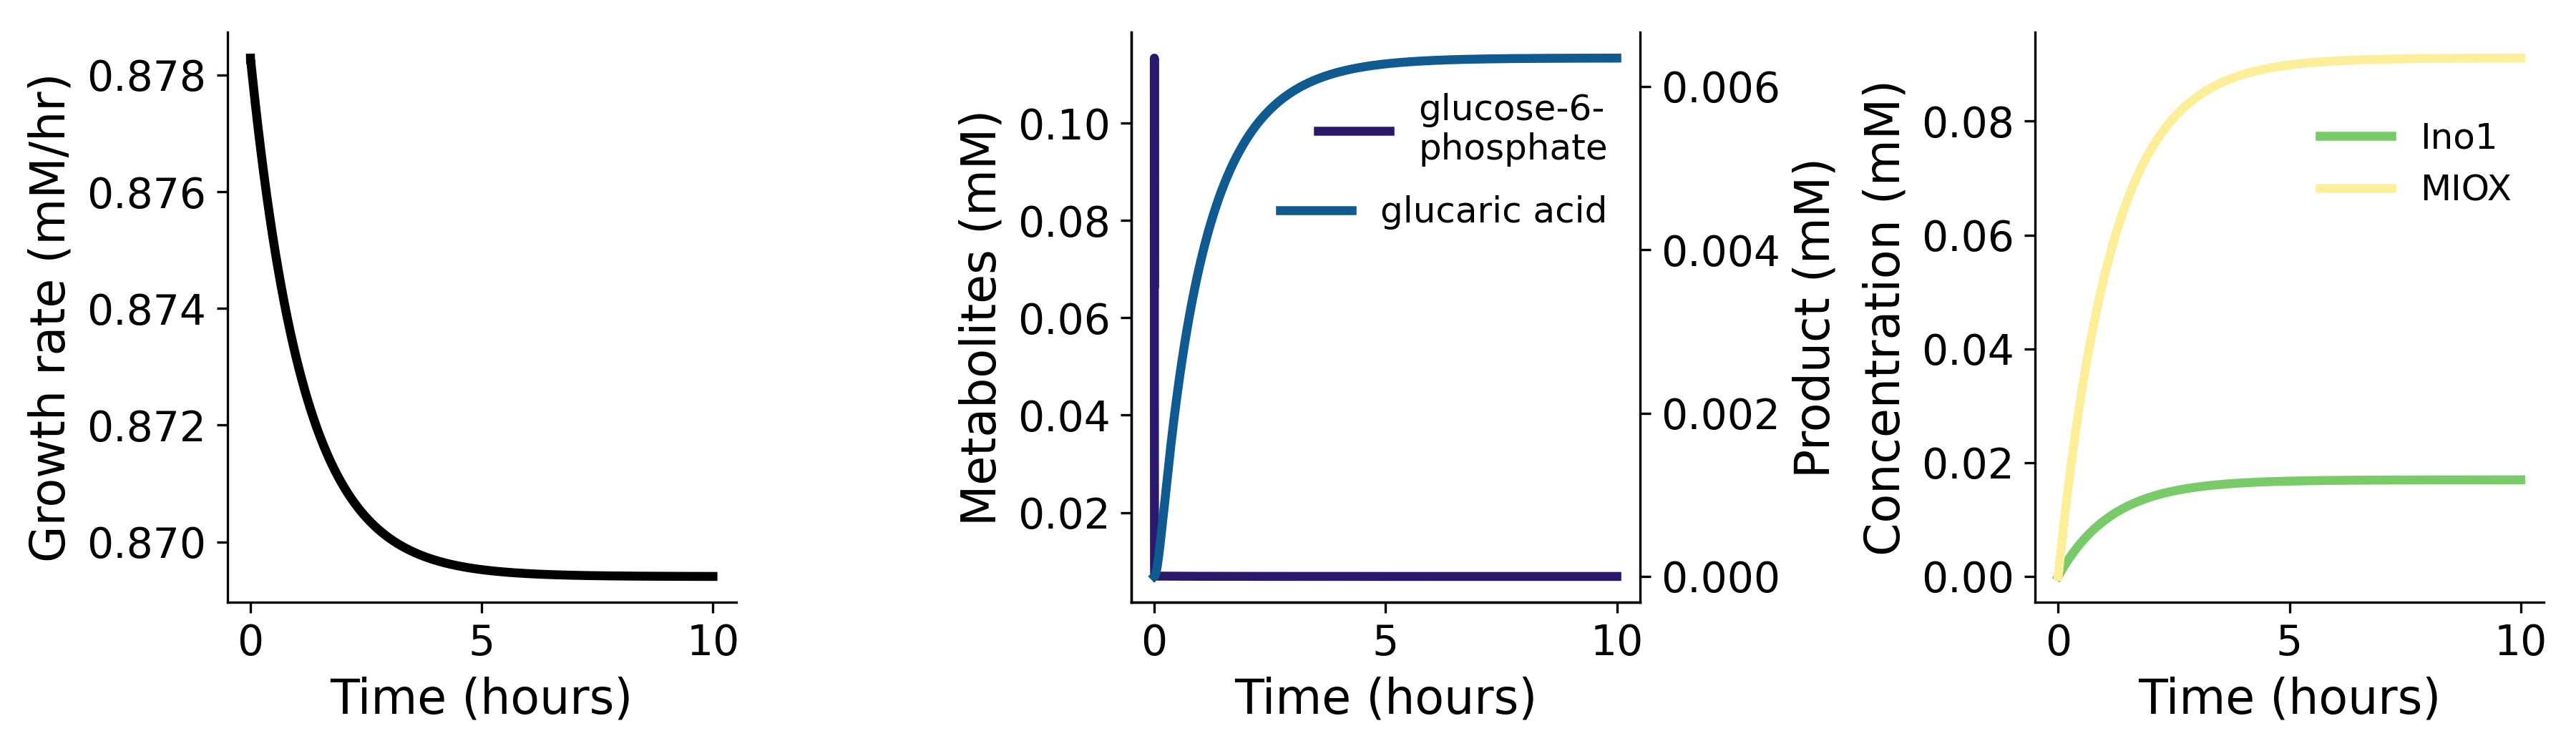 Growth rate (mM/hr)
0.878
0.876
0.874
0.872
0.870
0
5
10
Time (hours)
Metabolites (mM)
0.10
0.08
0.06
0.04
0.02
glucose-6-
phosphate
glucaric acid
0
5
10
Time (hours)
0.006
0.004
0.002
0.000
Product (mM)
Concentration (mM)
0.08
0.06
0.04
0.02
0.00
Ino1
MIOX
0
5
10
Time (hours)